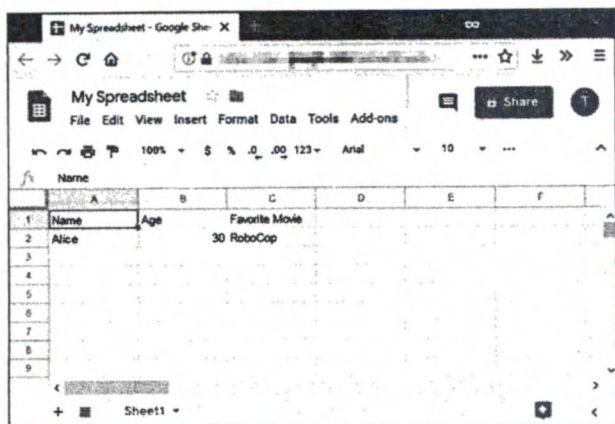 My Spreadsheet - Google She X
My Spreadsheet
File Edit View Insert Format Data Tools Add-ons
Share
T
100% $ % .0 .00 123 Arial 10 ...
fx Name
A B C D E F
1 Name Age Favorite Movie
2 Alice 30 RoboCop
3
4
5
6
7
8
9
+ Sheet1